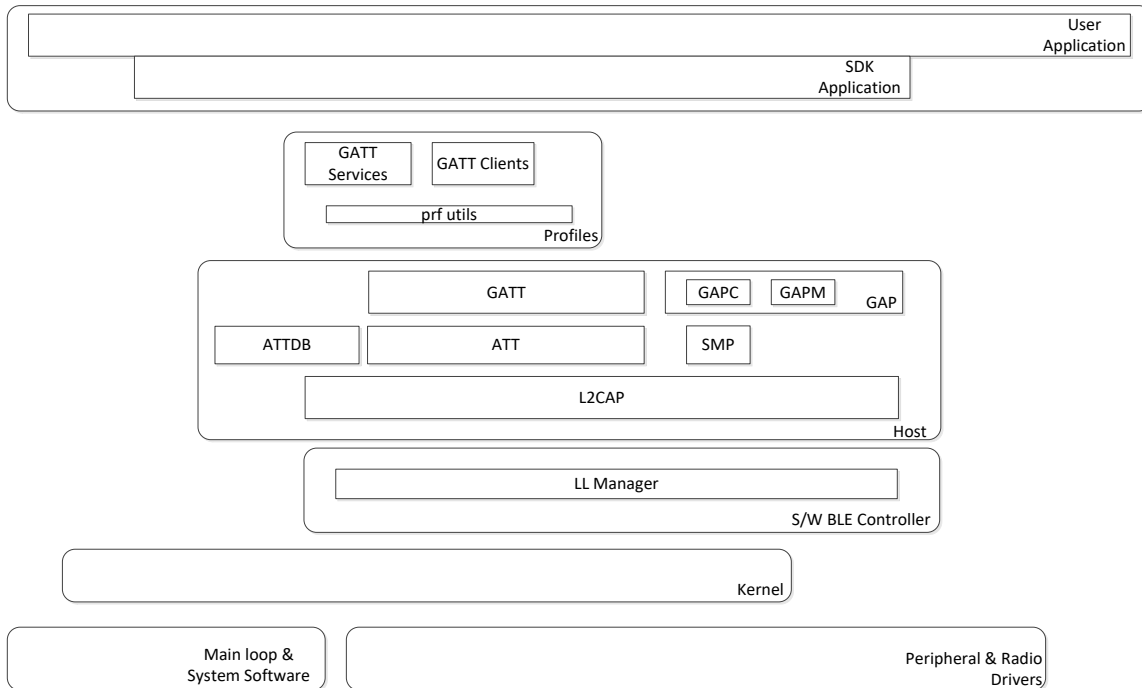 User
Application
SDK
Application
GATT
Services
GATT Clients
prf utils
Profiles
GATT
GAPC
GAPM
GAP
ATTDB
ATT
SMP
L2CAP
Host
LL Manager
S/W BLE Controller
Kernel
Main loop &
System Software
Peripheral & Radio
Drivers